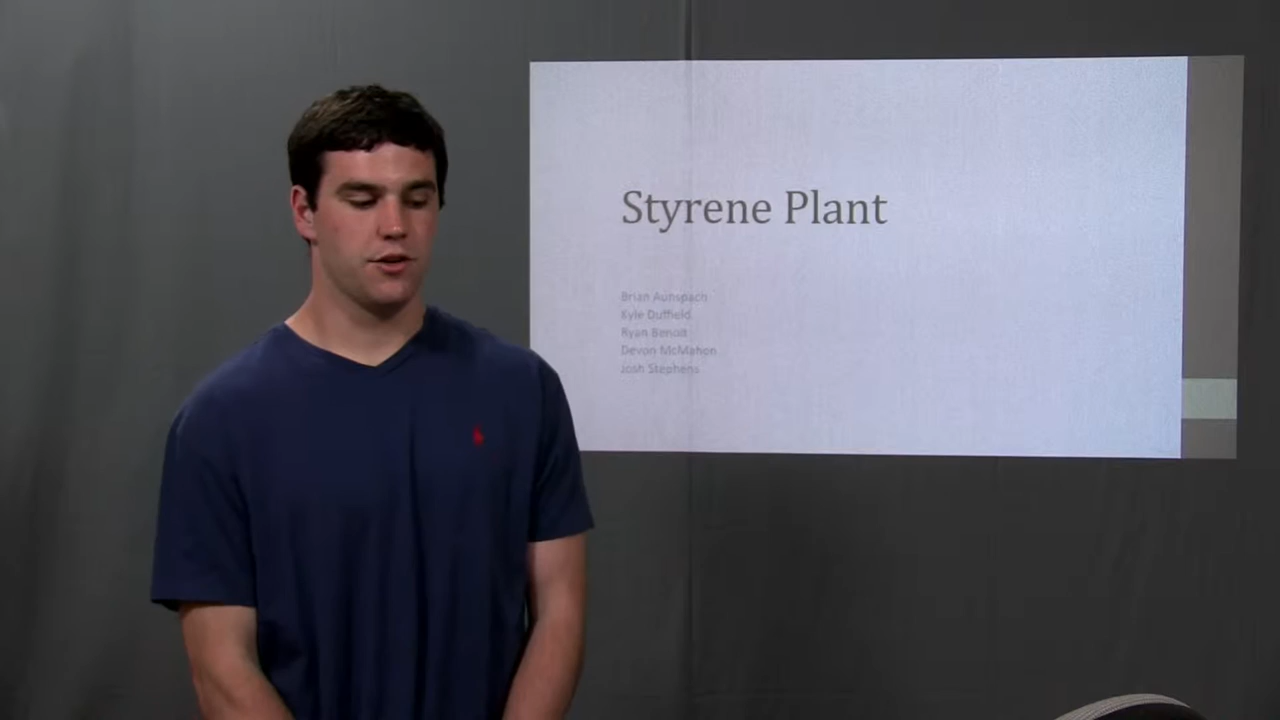 Styrene Plant
Brian Aunspach
Kyle Duffield
Ryan Benoit
Devon McMahon
Josh Stephens